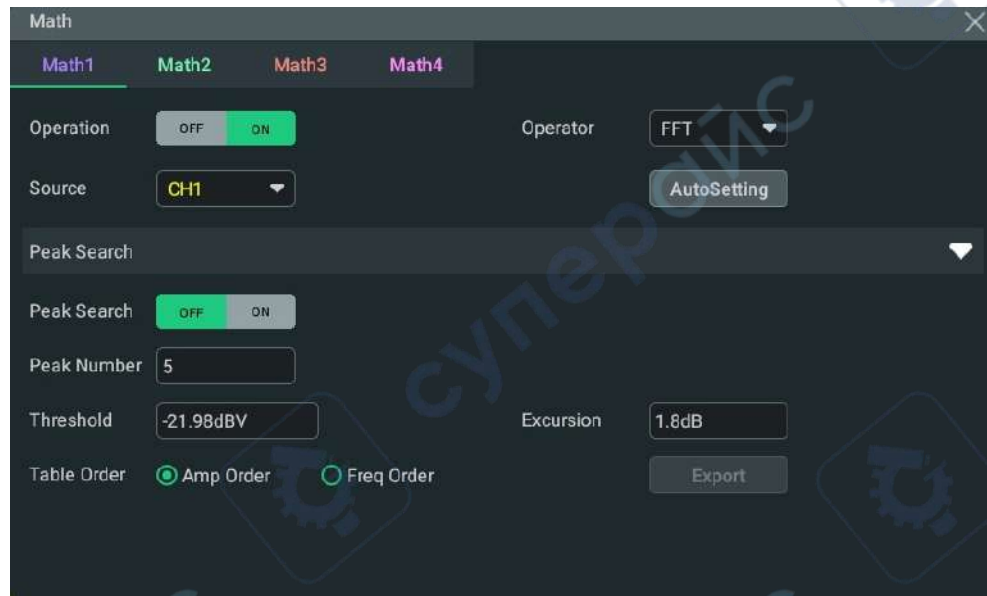 Math
Math1 Math2 Math3 Math4
Operation OFF ON Operator FFT
Source CH1 AutoSetting
Peak Search
Peak Search OFF ON
Peak Number 5
Threshold -21.98dBV Excursion 1.8dB
Table Order Amp Order Freq Order Export
суперайс